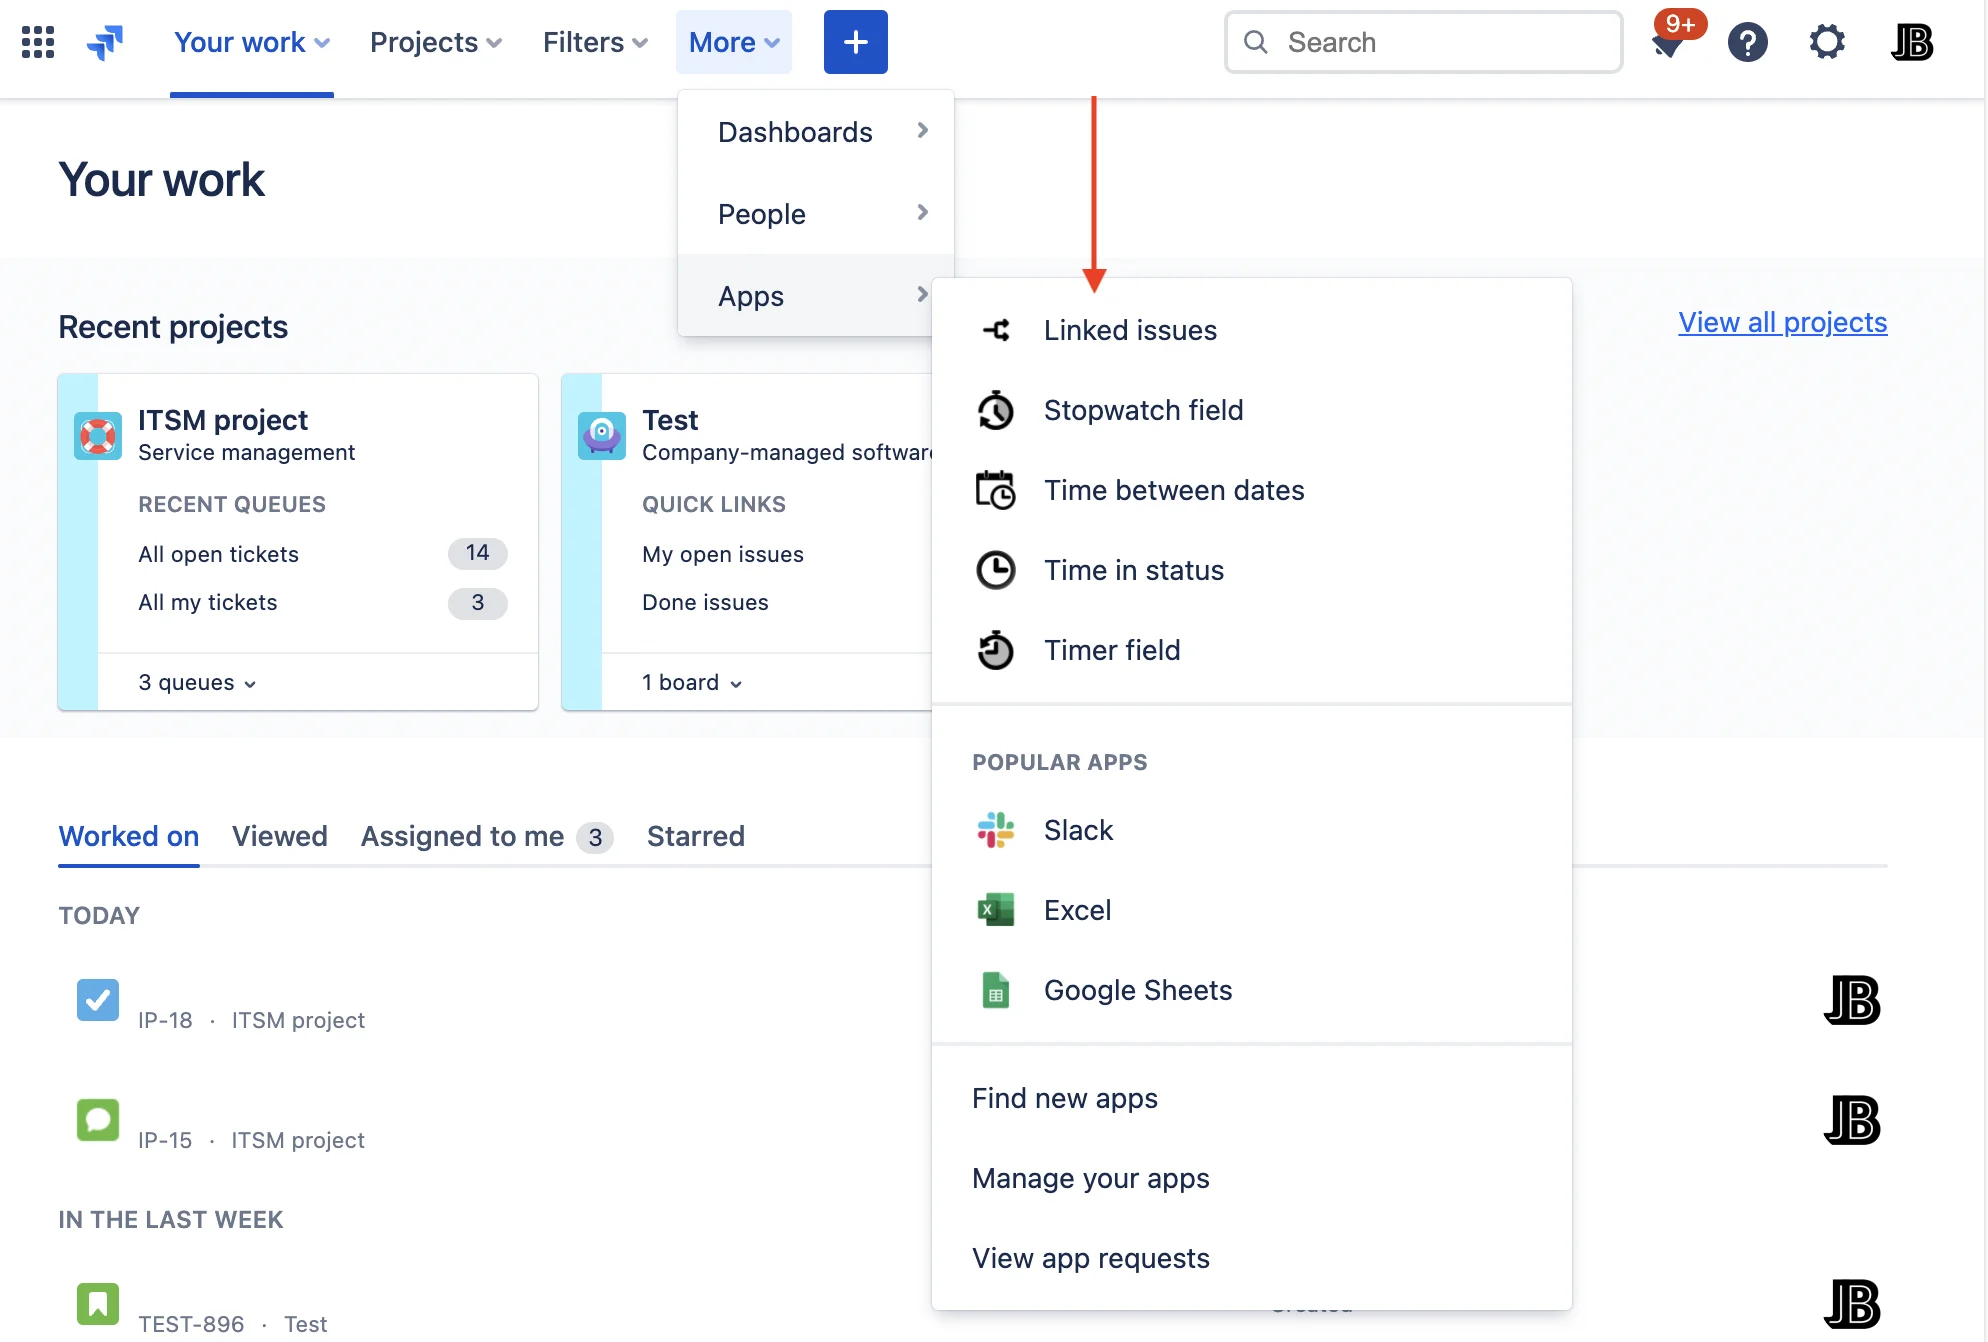 Your work
Projects
Filters
More
Search
9+
JB
Dashboards
People
Apps
Your work
Recent projects
View all projects
ITSM project
Service management
RECENT QUEUES
All open tickets 14
All my tickets 3
3 queues
Test
Company-managed software
QUICK LINKS
My open issues
Done issues
1 board
Linked issues
Stopwatch field
Time between dates
Time in status
Timer field
POPULAR APPS
Slack
Excel
Google Sheets
Find new apps
Manage your apps
View app requests
Worked on
Viewed
Assigned to me 3
Starred
TODAY
IP-18 · ITSM project
JB
IP-15 · ITSM project
JB
IN THE LAST WEEK
TEST-896 · Test
Created
JB